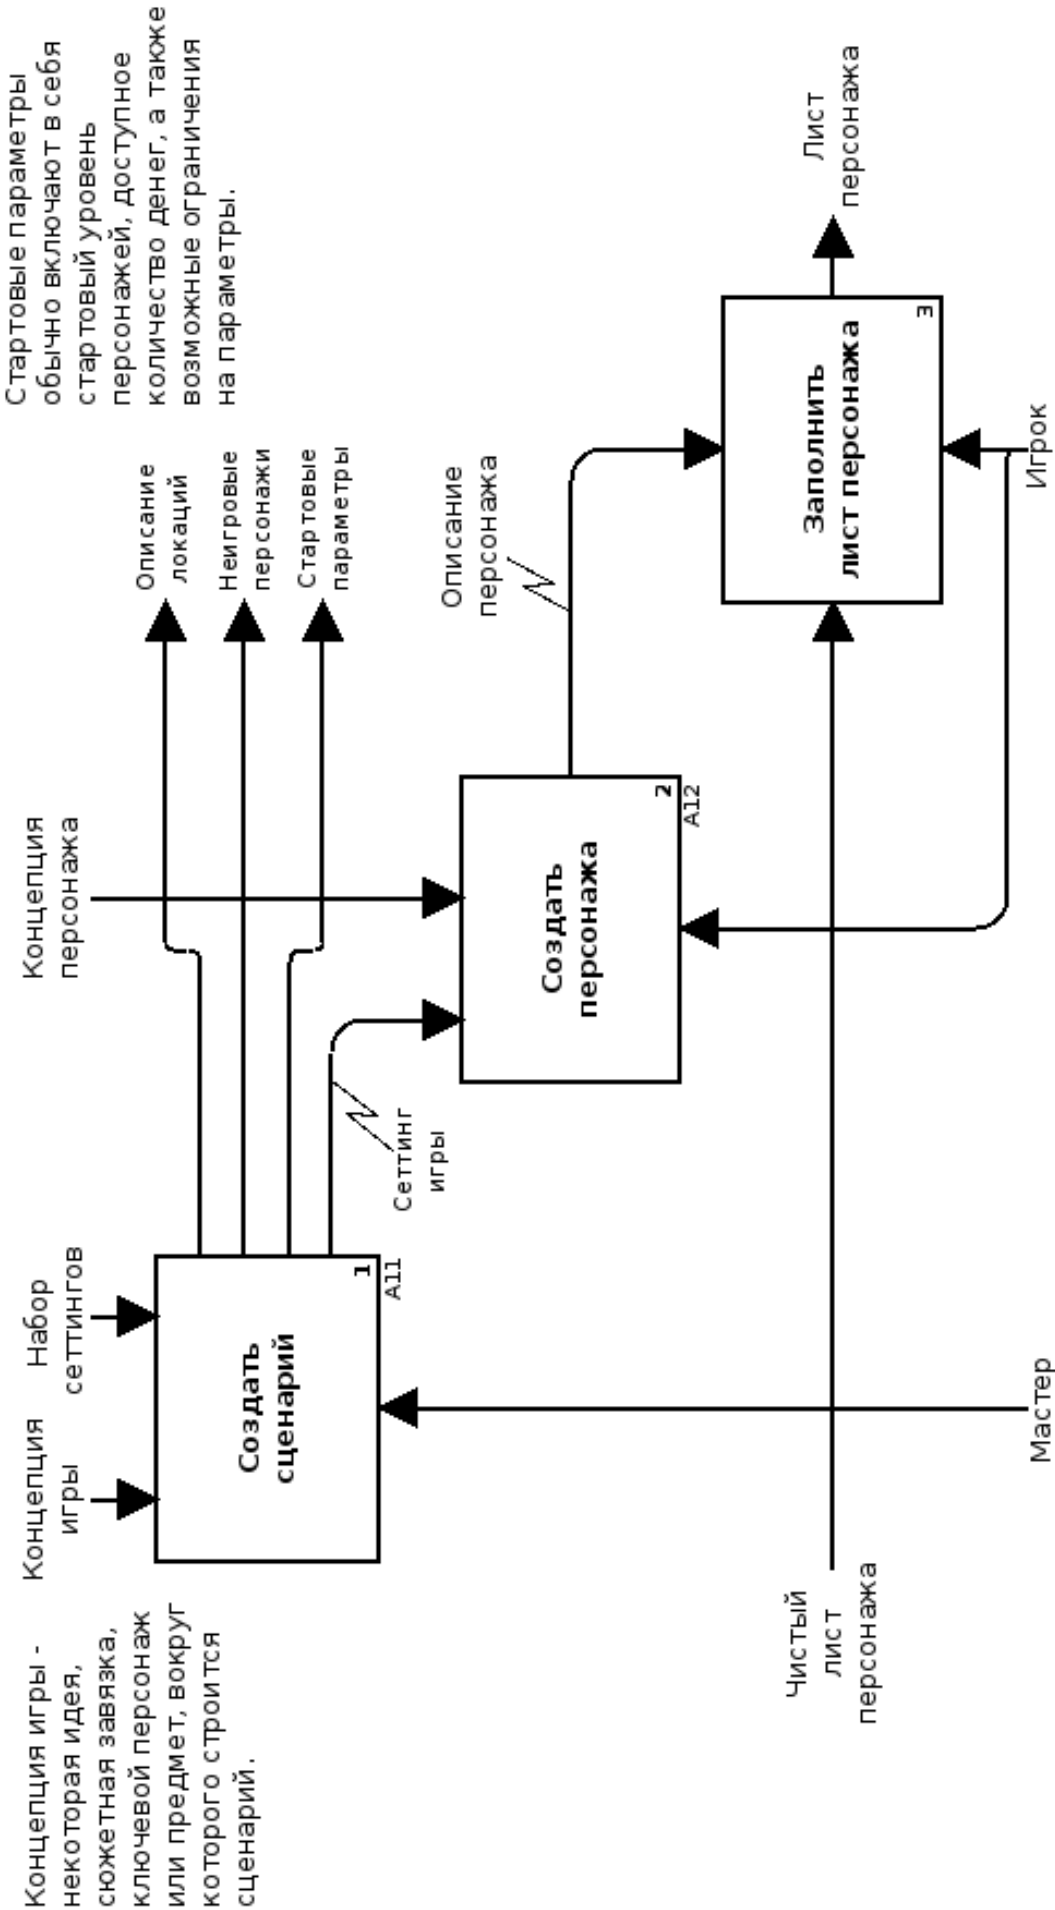 Концепция игры -
некоторая идея,
сюжетная завязка,
ключевой персонаж
или предмет, вокруг
которого строится
сценарий.
Концепция
игры
Набор
сеттингов
Концепция
персонажа
Стартовые параметры
обычно включают в себя
стартовый уровень
персонажей, доступное
количество денег, а также
возможные ограничения
на параметры.
Описание
локаций
Неигровые
персонажи
Стартовые
параметры
Создать
сценарий
1
A11
Сеттинг
игры
Создать
персонажа
2
A12
Описание
персонажа
Чистый
лист
персонажа
Заполнить
лист персонажа
3
Лист
персонажа
Мастер
Игрок